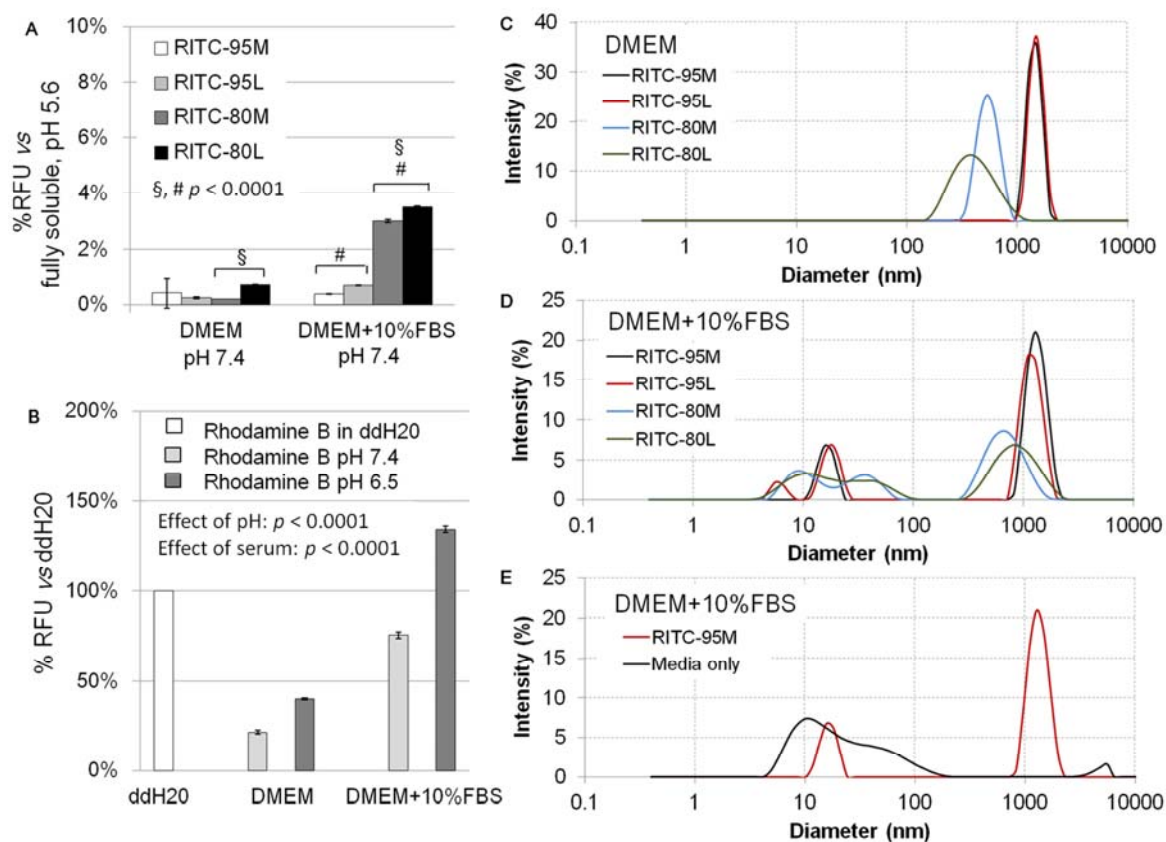 A
10%
8%
6%
4%
2%
0%
%RFU vs
fully soluble, pH 5.6
RITC-95M
RITC-95L
RITC-80M
RITC-80L
§, # p < 0.0001
§
#
§
#
DMEM
pH 7.4
DMEM+10%FBS
pH 7.4
B
200%
150%
100%
50%
0%
% RFU vs ddH20
Rhodamine B in ddH20
Rhodamine B pH 7.4
Rhodamine B pH 6.5
Effect of pH: p < 0.0001
Effect of serum: p < 0.0001
ddH20
DMEM
DMEM+10%FBS
C
40
30
20
10
0
Intensity (%)
DMEM
RITC-95M
RITC-95L
RITC-80M
RITC-80L
0.1 1 10 100 1000 10000
Diameter (nm)
D
25
20
15
10
5
0
Intensity (%)
DMEM+10%FBS
RITC-95M
RITC-95L
RITC-80M
RITC-80L
0.1 1 10 100 1000 10000
Diameter (nm)
E
25
20
15
10
5
0
Intensity (%)
DMEM+10%FBS
RITC-95M
Media only
0.1 1 10 100 1000 10000
Diameter (nm)